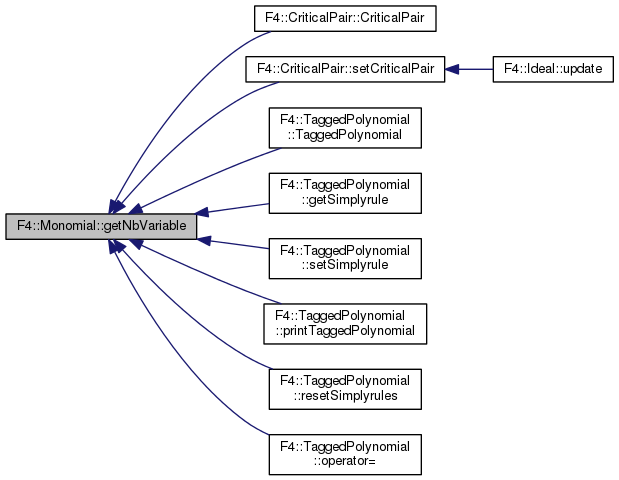 F4::CriticalPair::CriticalPair
F4::CriticalPair::setCriticalPair
F4::Ideal::update
F4::TaggedPolynomial
::TaggedPolynomial
F4::TaggedPolynomial
::getSimplyrule
F4::Monomial::getNbVariable
F4::TaggedPolynomial
::setSimplyrule
F4::TaggedPolynomial
::printTaggedPolynomial
F4::TaggedPolynomial
::resetSimplyrules
F4::TaggedPolynomial
::operator=